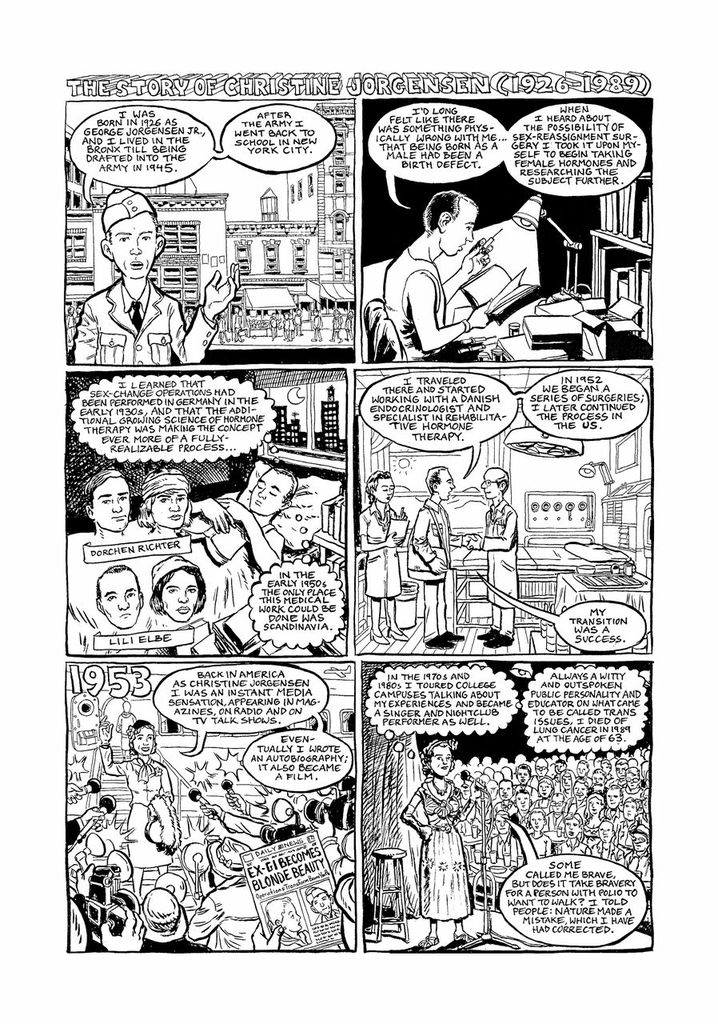 THE STORY OF CHRISTINE JORGENSEN (1926-1989)
I WAS
BORN IN 1926 AS
GEORGE JORGENSEN JR.,
AND I LIVED IN THE
BRONX TILL BEING
DRAFTED INTO THE
ARMY IN 1945.
AFTER
THE ARMY I
WENT BACK TO
SCHOOL IN NEW
YORK CITY.
I'D LONG
FELT LIKE THERE
WAS SOMETHING PHYS-
ICALLY WRONG WITH ME...
THAT BEING BORN AS A
MALE HAD BEEN A
BIRTH DEFECT.
WHEN
I HEARD ABOUT
THE POSSIBILITY OF
SEX-REASSIGNMENT SUR-
GERY I TOOK IT UPON MY-
SELF TO BEGIN TAKING
FEMALE HORMONES AND
RESEARCHING THE
SUBJECT FURTHER.
I LEARNED THAT
SEX-CHANGE OPERATIONS HAD
BEEN PERFORMED IN GERMANY IN THE
EARLY 1930s, AND THAT THE ADDI-
TIONAL GROWING SCIENCE OF HORMONE
THERAPY WAS MAKING THE CONCEPT
EVER MORE OF A FULLY-
REALIZABLE PROCESS...
DORCHEN RICHTER
LILI ELBE
IN THE
EARLY 1950s
THE ONLY PLACE
THIS MEDICAL
WORK COULD BE
DONE WAS
SCANDINAVIA.
I TRAVELED
THERE AND STARTED
WORKING WITH A DANISH
ENDOCRINOLOGIST AND
SPECIALIST IN REHABILITA-
TIVE HORMONE
THERAPY.
IN 1952
WE BEGAN A
SERIES OF SURGERIES;
I LATER CONTINUED
THE PROCESS IN
THE US.
MY
TRANSITION
WAS A
SUCCESS.
1953
BACK IN AMERICA
AS CHRISTINE JORGENSEN
I WAS AN INSTANT MEDIA
SENSATION, APPEARING IN MAG-
AZINES, ON RADIO AND ON
TV TALK SHOWS.
EVEN-
TUALLY I WROTE
AN AUTOBIOGRAPHY;
IT ALSO BECAME
A FILM.
DAILY NEWS
EX-GI BECOMES
BLONDE BEAUTY
IN THE 1970s AND
1980s I TOURED COLLEGE
CAMPUSES TALKING ABOUT
MY EXPERIENCES AND BECAME
A SINGER AND NIGHTCLUB
PERFORMER AS WELL.
ALWAYS A WITTY
AND OUTSPOKEN
PUBLIC PERSONALITY AND
EDUCATOR ON WHAT CAME
TO BE CALLED TRANS
ISSUES, I DIED OF
LUNG CANCER IN 1989
AT THE AGE OF 63.
SOME
CALLED ME BRAVE,
BUT DOES IT TAKE BRAVERY
FOR A PERSON WITH POLIO TO
WANT TO WALK? I TOLD
PEOPLE: NATURE MADE A
MISTAKE, WHICH I HAVE
HAD CORRECTED.